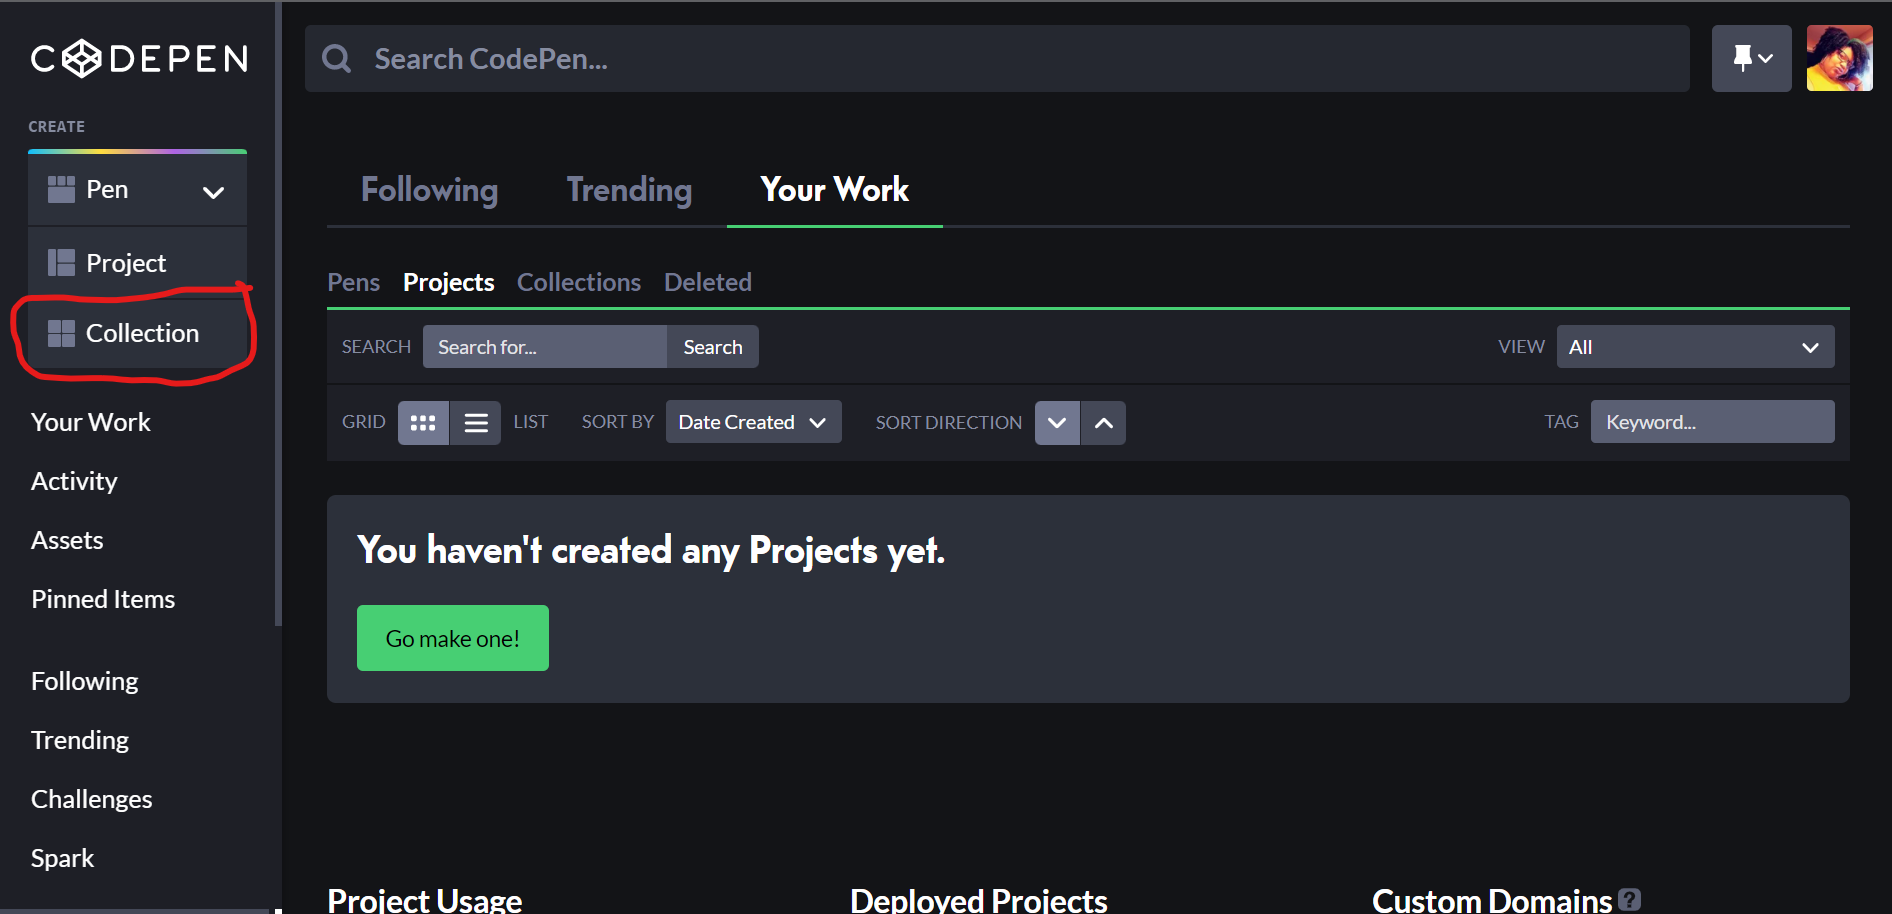 CODEPEN
Search CodePen...
CREATE
Pen
Project
Collection
Your Work
Activity
Assets
Pinned Items
Following
Trending
Challenges
Spark
Following Trending Your Work
Pens Projects Collections Deleted
SEARCH Search for... Search VIEW All
GRID LIST SORT BY Date Created SORT DIRECTION TAG Keyword...
You haven't created any Projects yet.
Go make one!
Project Usage Deployed Projects Custom Domains ?